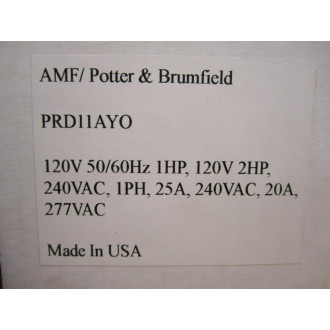 AMF/ Potter & Brumfield
PRD11AYO
120V 50/60Hz 1HP, 120V 2HP,
240VAC, 1PH, 25A, 240VAC, 20A,
277VAC
Made In USA